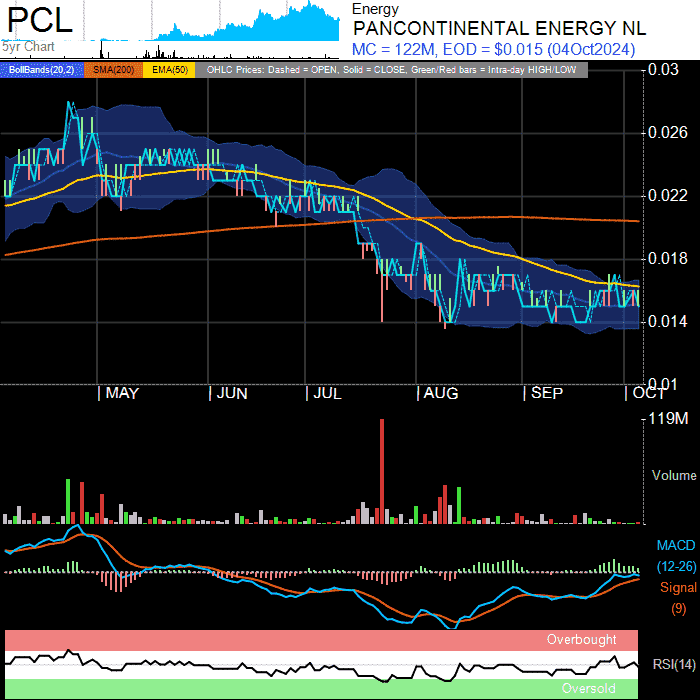 PCL
5yr Chart
Energy
PANCONTINENTAL ENERGY NL
MC = 122M, EOD = $0.015 (04Oct2024)
BollBands(20,2) SMA(200) EMA(50) OHLC Prices: Dashed = OPEN, Solid = CLOSE, Green/Red bars = Intra-day HIGH/LOW
0.03
0.026
0.022
0.018
0.014
0.01
MAY JUN JUL AUG SEP OCT
119M
Volume
MACD
(12-26)
Signal
(9)
Overbought
RSI(14)
Oversold